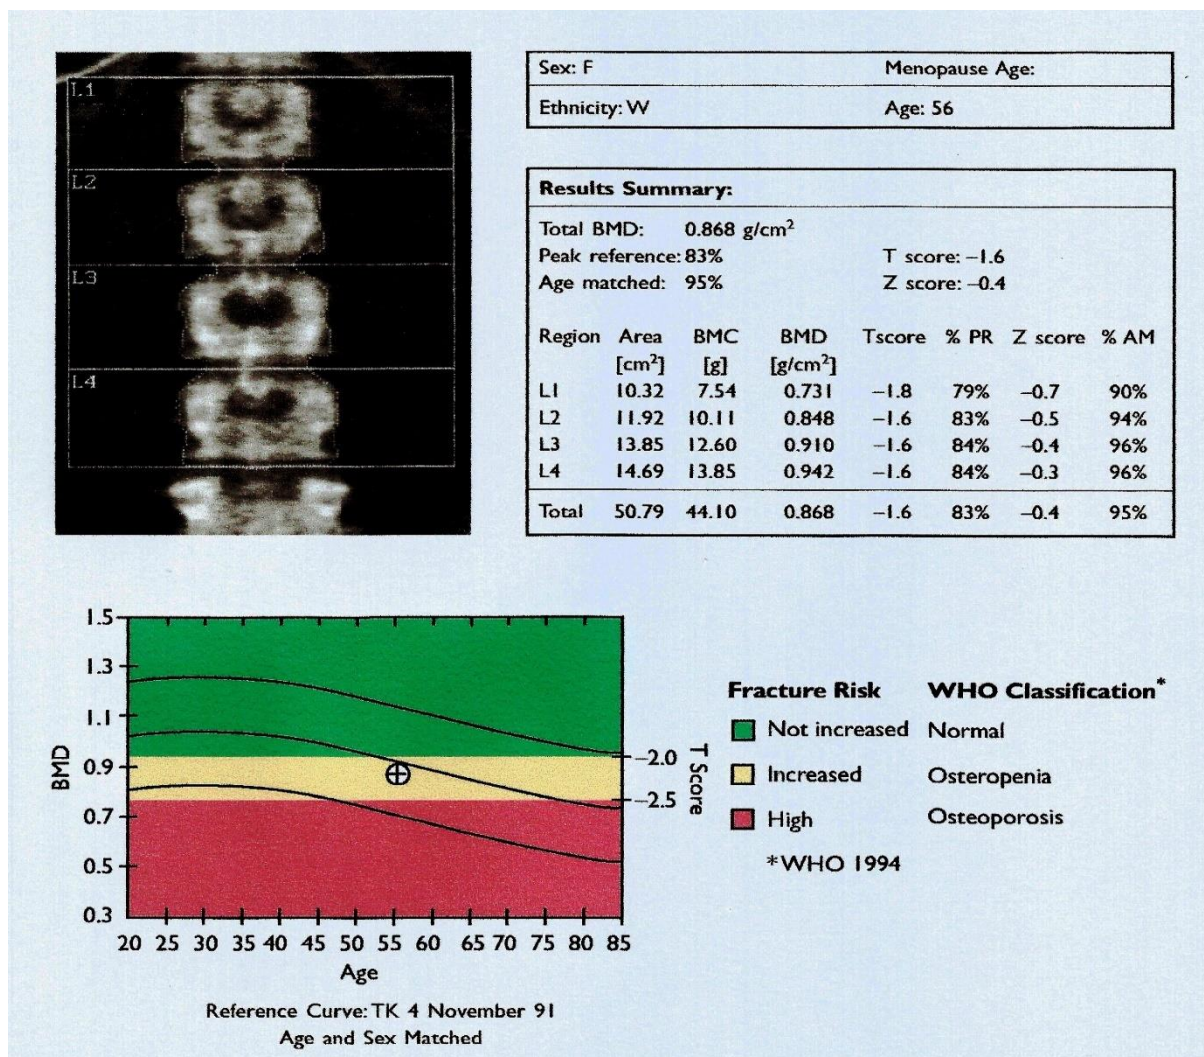 L1
L2
L3
L4
Sex: F Menopause Age:
Ethnicity: W Age: 56
Results Summary:
Total BMD: 0.868 g/cm²
Peak reference: 83% T score: –1.6
Age matched: 95% Z score: –0.4
Region Area BMC BMD Tscore % PR Z score % AM
[cm²] [g] [g/cm²]
L1 10.32 7.54 0.731 –1.8 79% –0.7 90%
L2 11.92 10.11 0.848 –1.6 83% –0.5 94%
L3 13.85 12.60 0.910 –1.6 84% –0.4 96%
L4 14.69 13.85 0.942 –1.6 84% –0.3 96%
Total 50.79 44.10 0.868 –1.6 83% –0.4 95%
1.5
1.3
1.1
0.9
0.7
0.5
0.3
BMD
20 25 30 35 40 45 50 55 60 65 70 75 80 85
Age
–2.0
–2.5
T Score
Reference Curve: TK 4 November 91
Age and Sex Matched
Fracture Risk WHO Classification*
Not increased Normal
Increased Osteropenia
High Osteoporosis
*WHO 1994